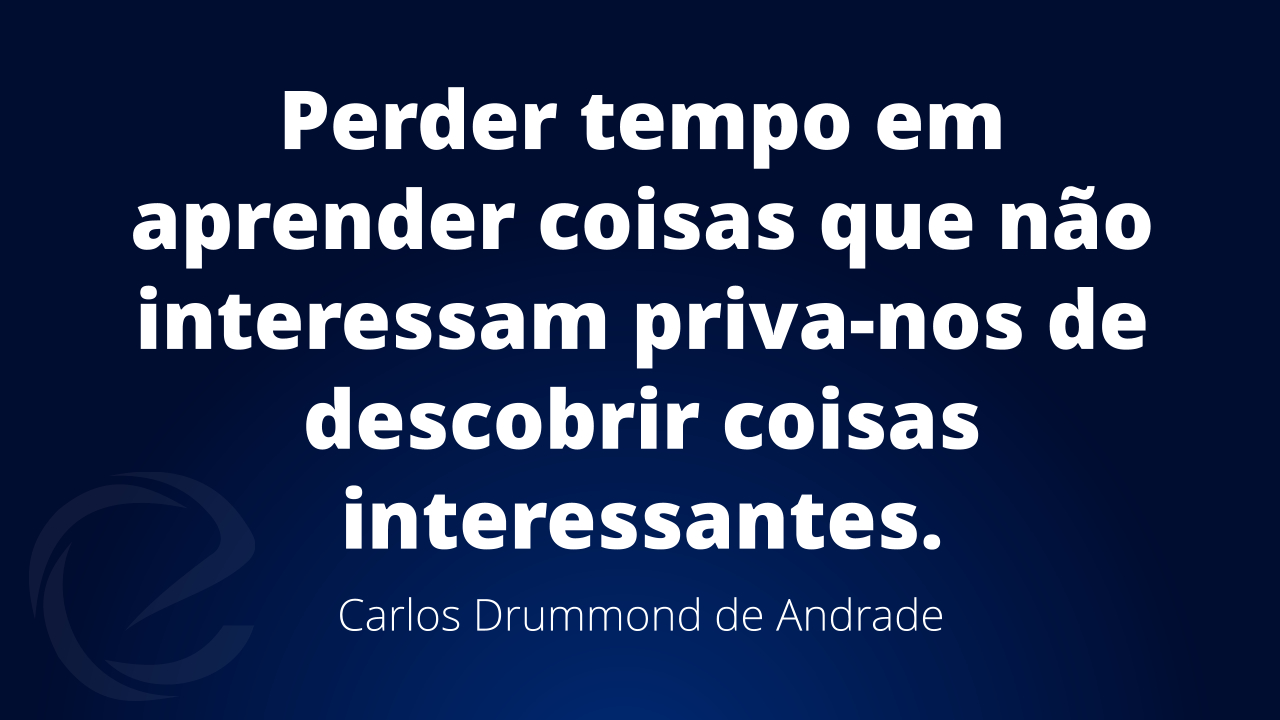 Perder tempo em
aprender coisas que não
interessam priva-nos de
descobrir coisas
interessantes.
Carlos Drummond de Andrade